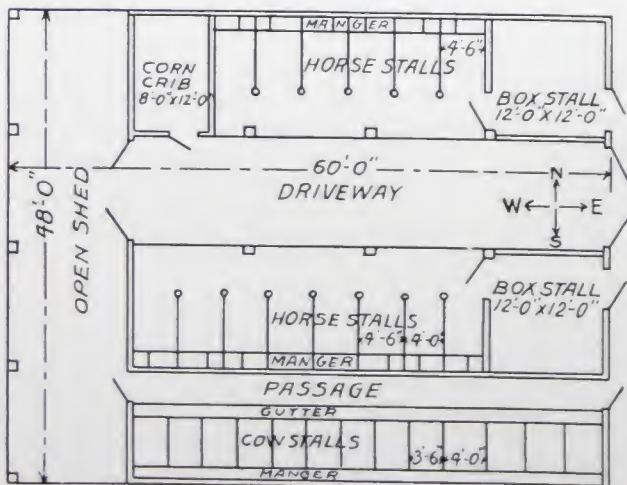 MANGER
4'-6"
HORSE STALLS
CORN
CRIB
8'-0"x12'-0"
BOX STALL
12'-0"x12'-0"
60'-0"
DRIVEWAY
N
W E
S
48'-0"
OPEN SHED
BOX STALL
12'-0"x12'-0"
HORSE STALLS
4'-6" 4'-0"
MANGER
PASSAGE
GUTTER
COW STALLS
3'-6 4'-0"
MANGER